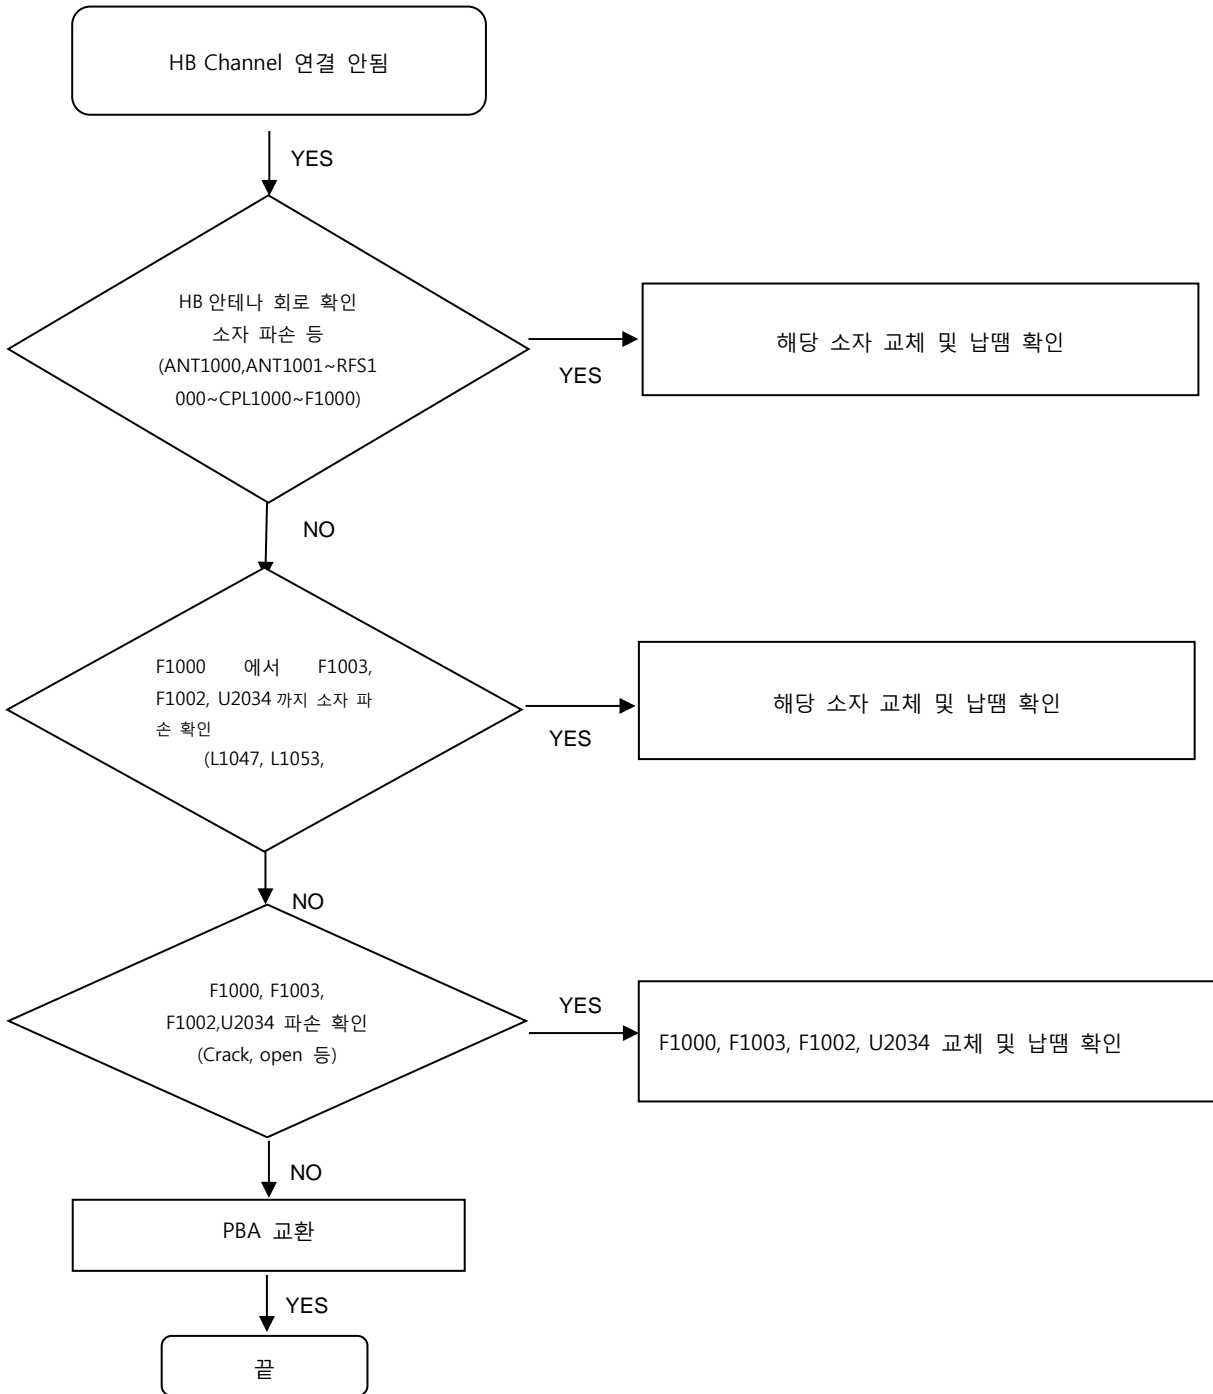 HB Channel 연결 안됨
YES
HB 안테나 회로 확인
소자 파손 등
(ANT1000,ANT1001~RFS1
000~CPL1000~F1000)
YES
해당 소자 교체 및 납땜 확인
NO
F1000 에서 F1003,
F1002, U2034 까지 소자 파
손 확인
(L1047, L1053,
YES
해당 소자 교체 및 납땜 확인
NO
F1000, F1003,
F1002,U2034 파손 확인
(Crack, open 등)
YES
F1000, F1003, F1002, U2034 교체 및 납땜 확인
NO
PBA 교환
YES
끝